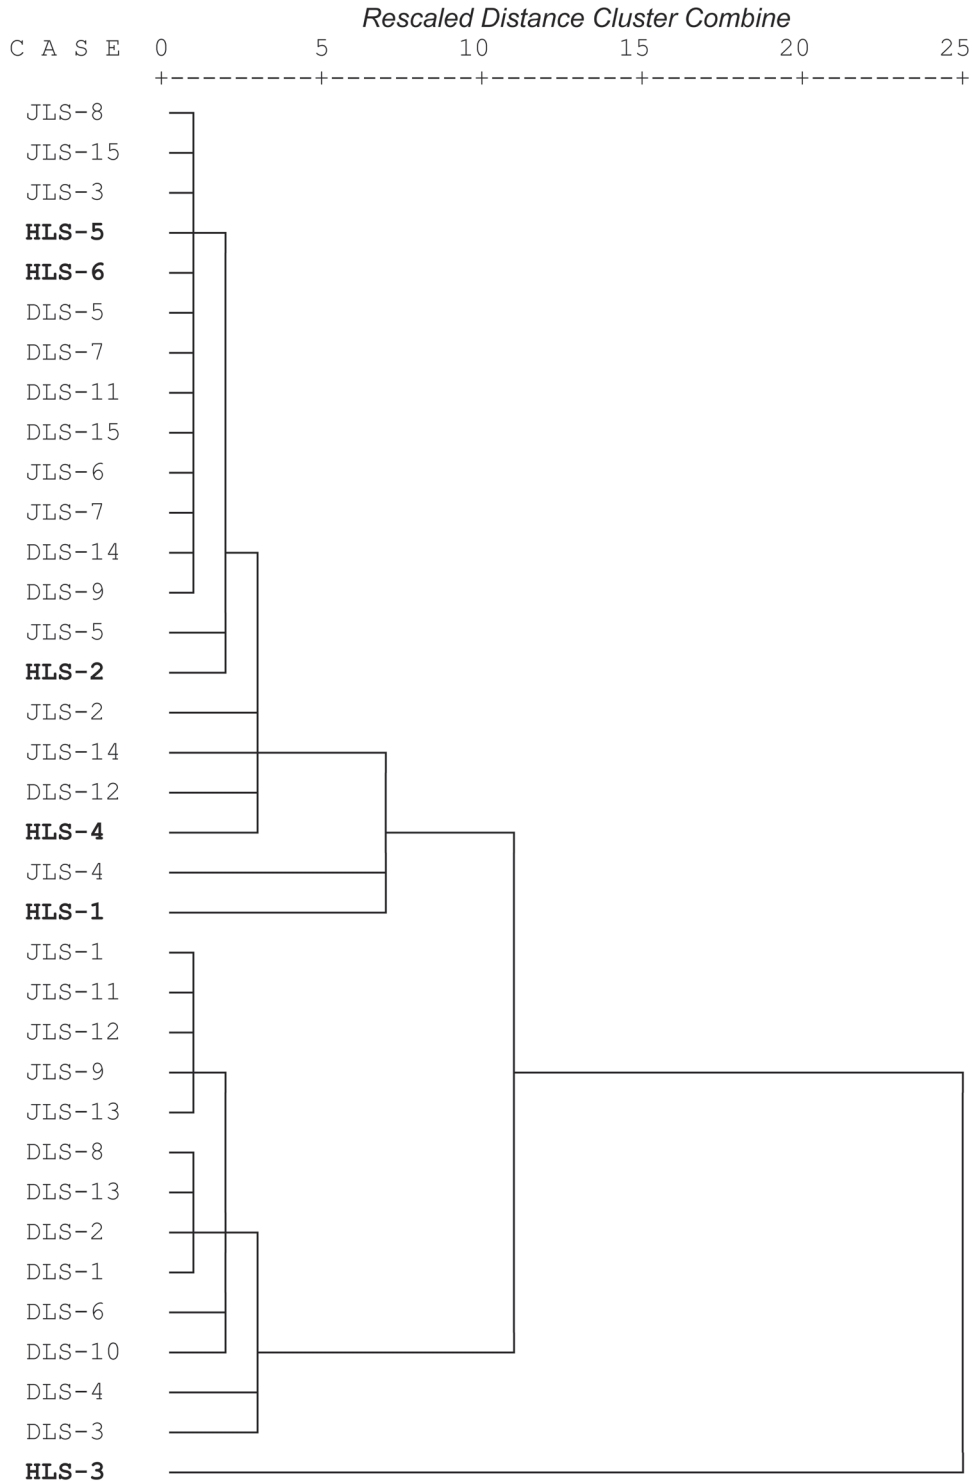 Rescaled Distance Cluster Combine
C A S E 0 5 10 15 20 25
JLS-8
JLS-15
JLS-3
HLS-5
HLS-6
DLS-5
DLS-7
DLS-11
DLS-15
JLS-6
JLS-7
DLS-14
DLS-9
JLS-5
HLS-2
JLS-2
JLS-14
DLS-12
HLS-4
JLS-4
HLS-1
JLS-1
JLS-11
JLS-12
JLS-9
JLS-13
DLS-8
DLS-13
DLS-2
DLS-1
DLS-6
DLS-10
DLS-4
DLS-3
HLS-3